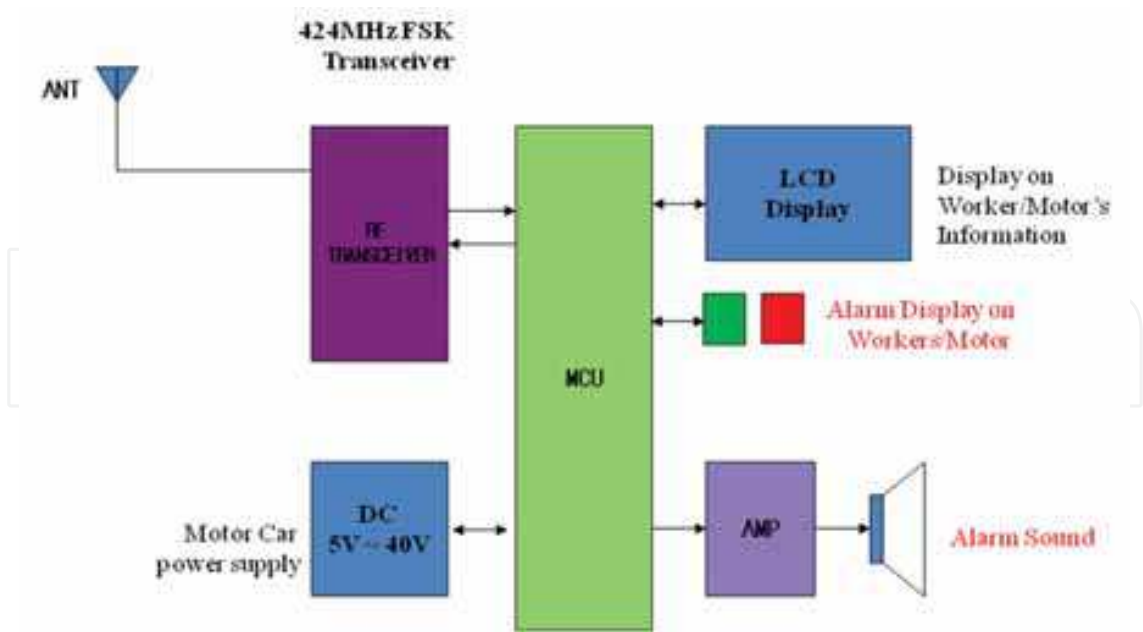 424MHz FSK
Transceiver
ANT
RF
TRANSCEIVER
MCU
LCD
Display
Display on
Worker/Motor's
Information
Alarm Display on
Workers/Motor
DC
5V ~ 40V
Motor Car
power supply
AMP
Alarm Sound